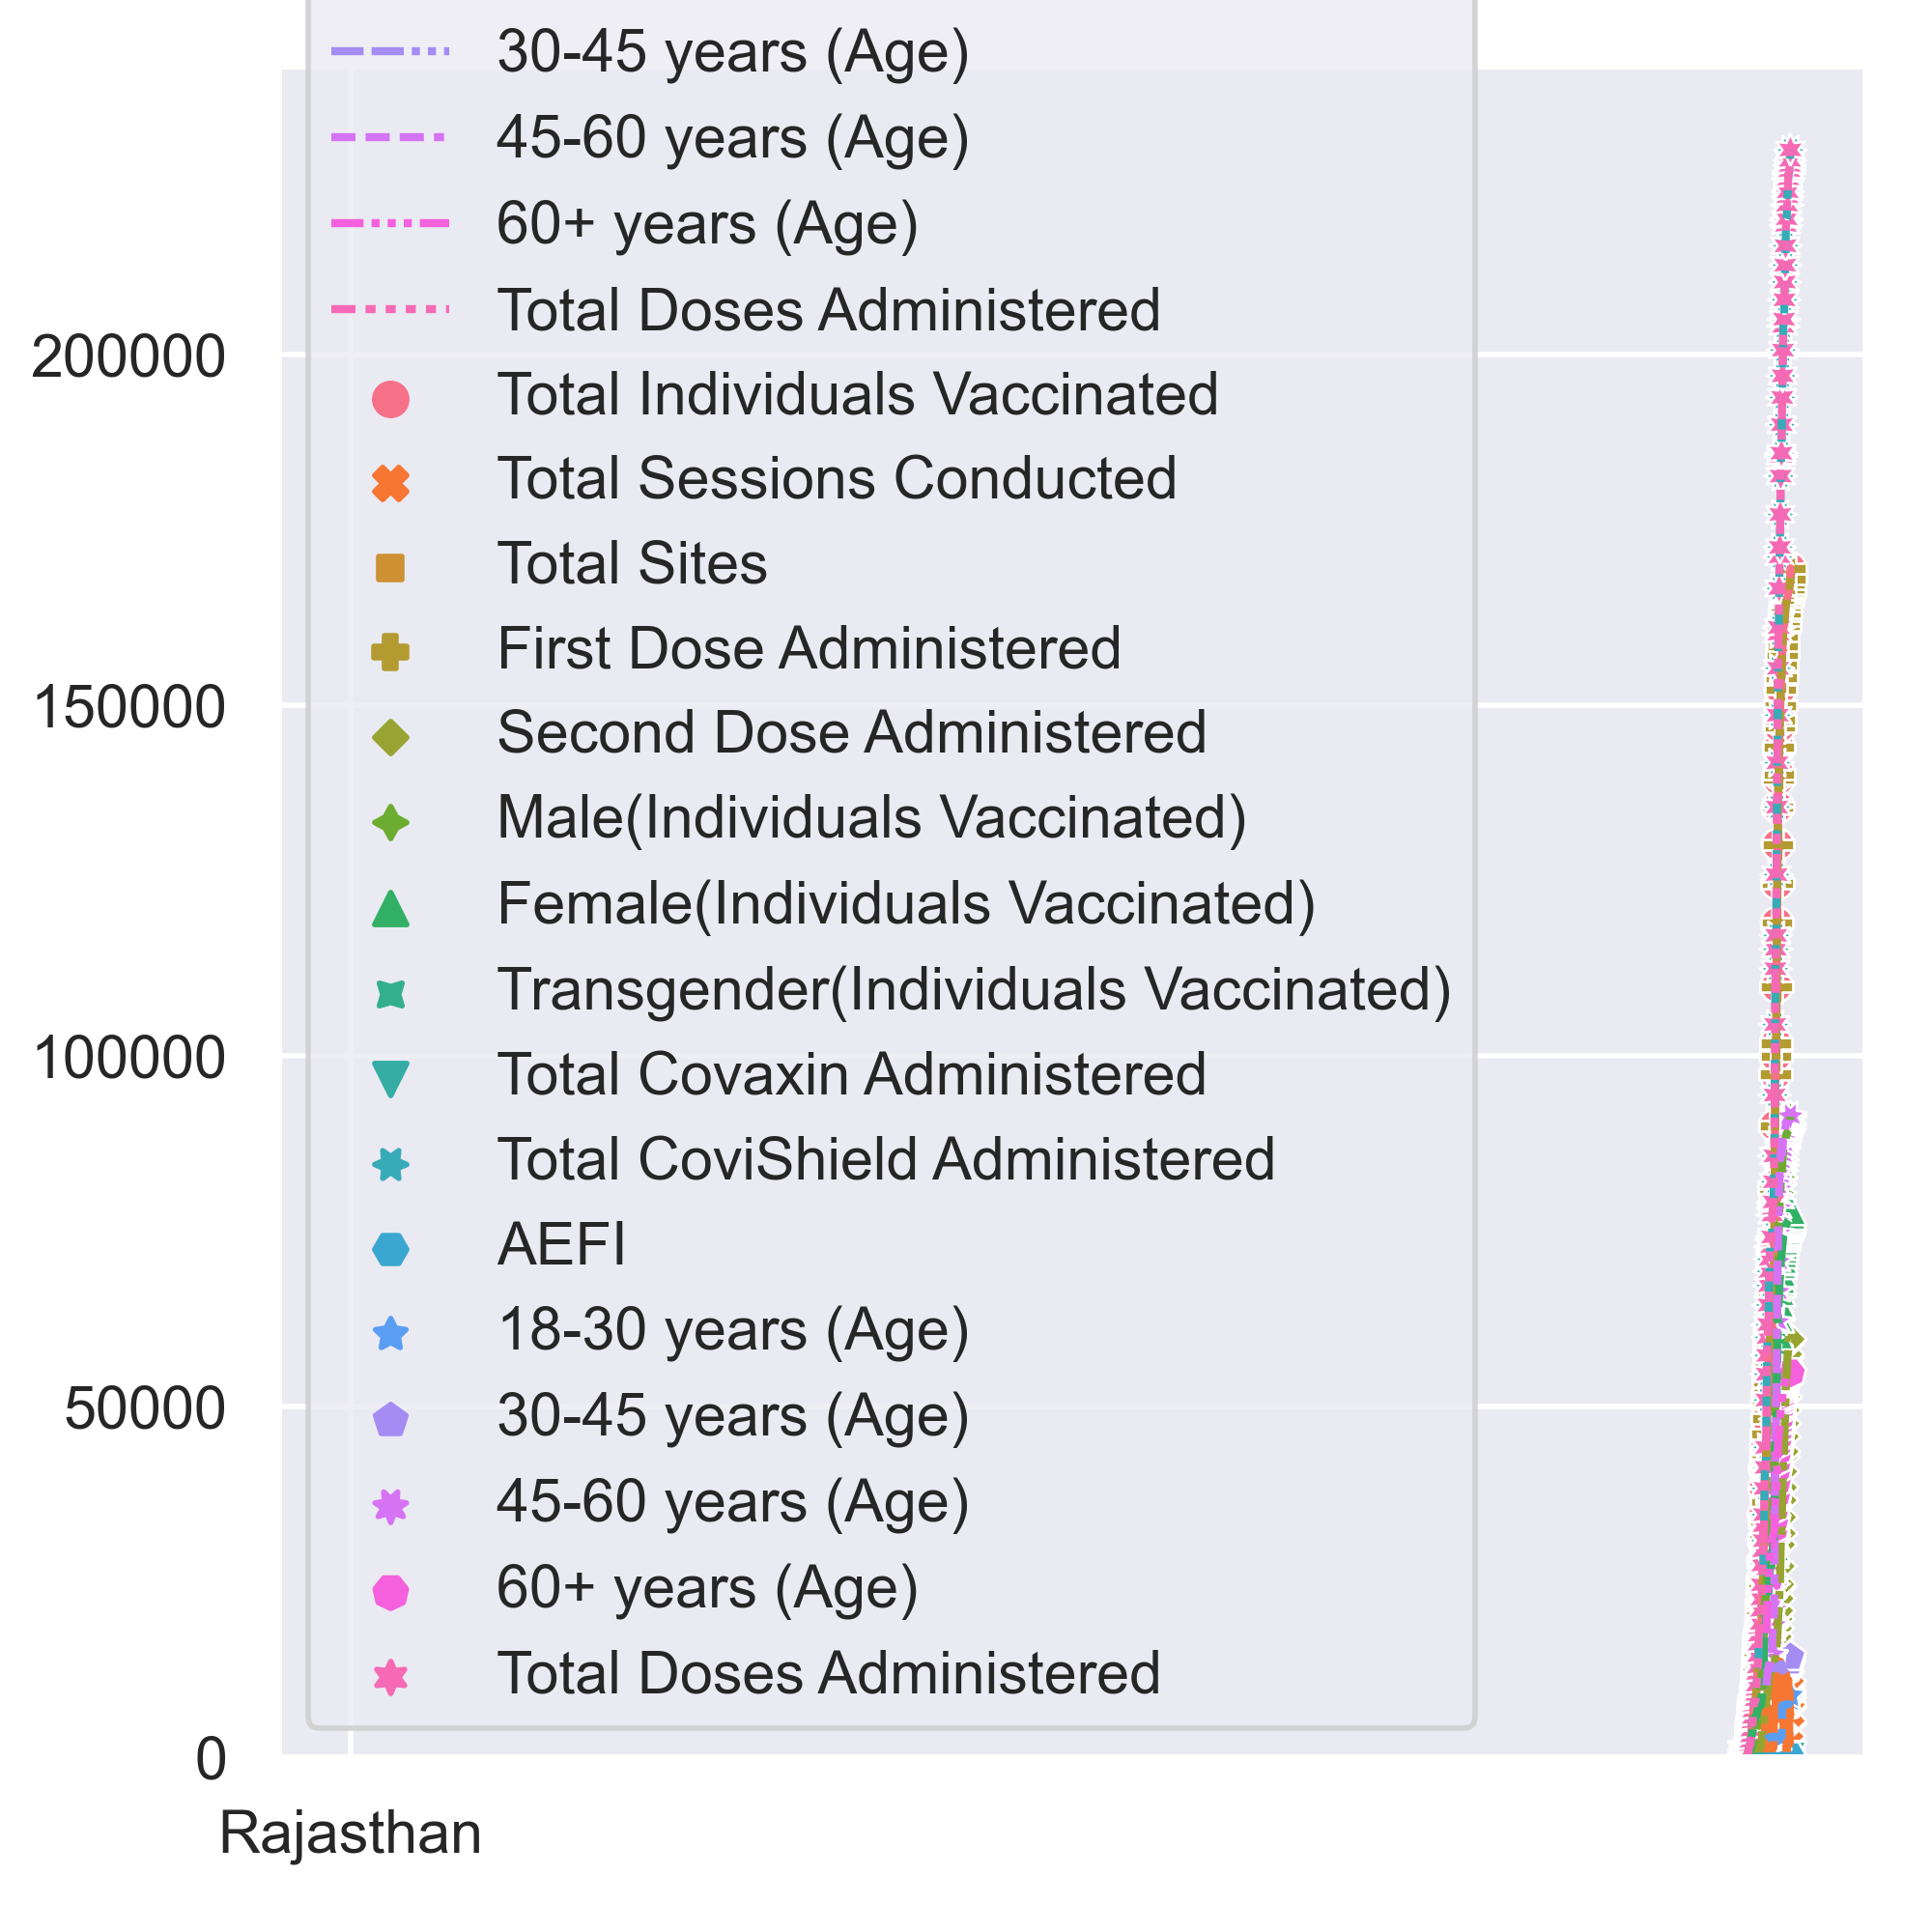 30-45 years (Age)
45-60 years (Age)
60+ years (Age)
Total Doses Administered
200000
Total Individuals Vaccinated
Total Sessions Conducted
Total Sites
First Dose Administered
150000
Second Dose Administered
Male(Individuals Vaccinated)
Female(Individuals Vaccinated)
Transgender(Individuals Vaccinated)
100000
Total Covaxin Administered
Total CoviShield Administered
AEFI
18-30 years (Age)
50000
30-45 years (Age)
45-60 years (Age)
60+ years (Age)
Total Doses Administered
0
Rajasthan